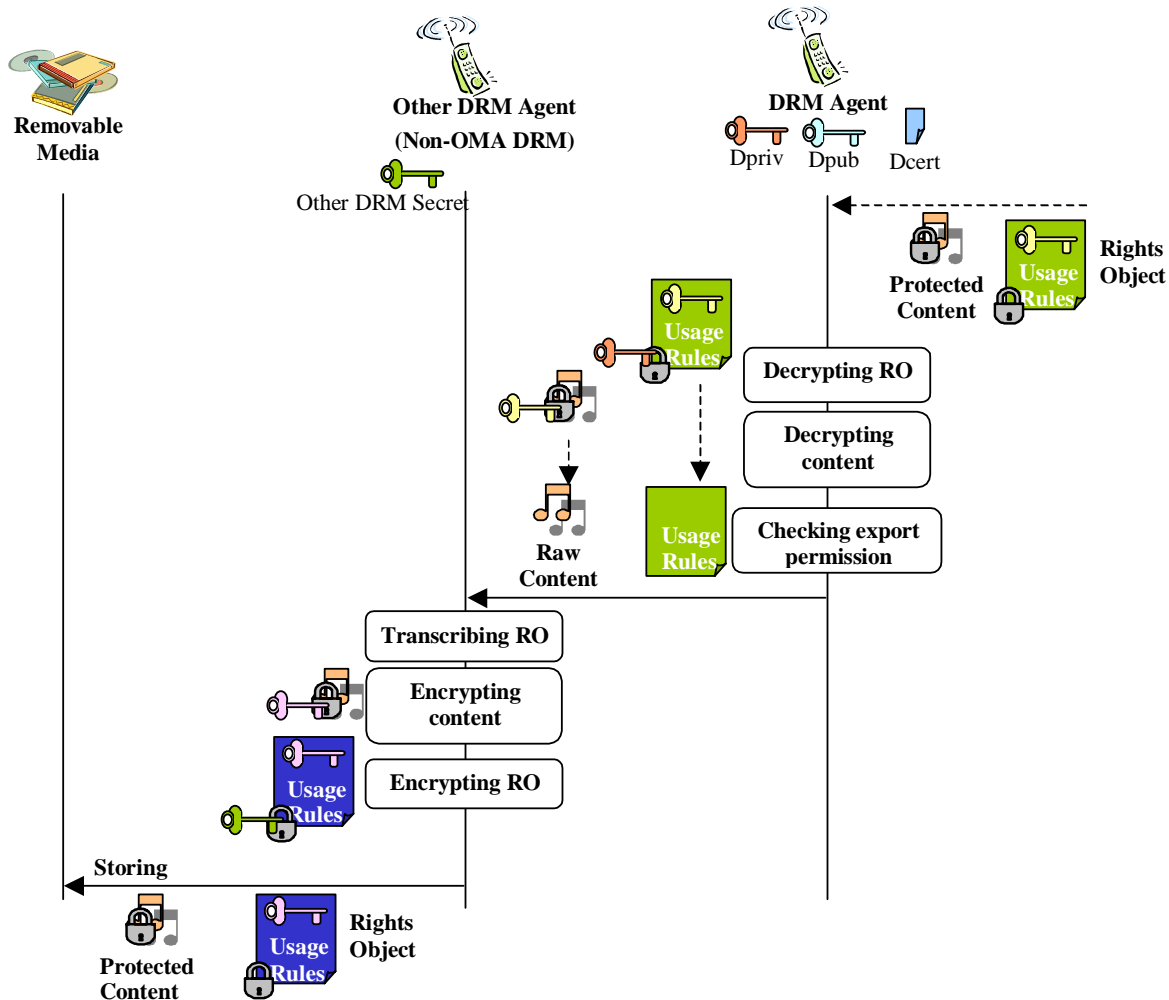 Removable
Media
Other DRM Agent
(Non-OMA DRM)
Other DRM Secret
DRM Agent
Dpriv
Dpub
Dcert
Protected
Content
Usage
Rules
Rights
Object
Usage
Rules
Decrypting RO
Decrypting
content
Raw
Content
Usage
Rules
Checking export
permission
Transcribing RO
Encrypting
content
Usage
Rules
Encrypting RO
Storing
Protected
Content
Usage
Rules
Rights
Object